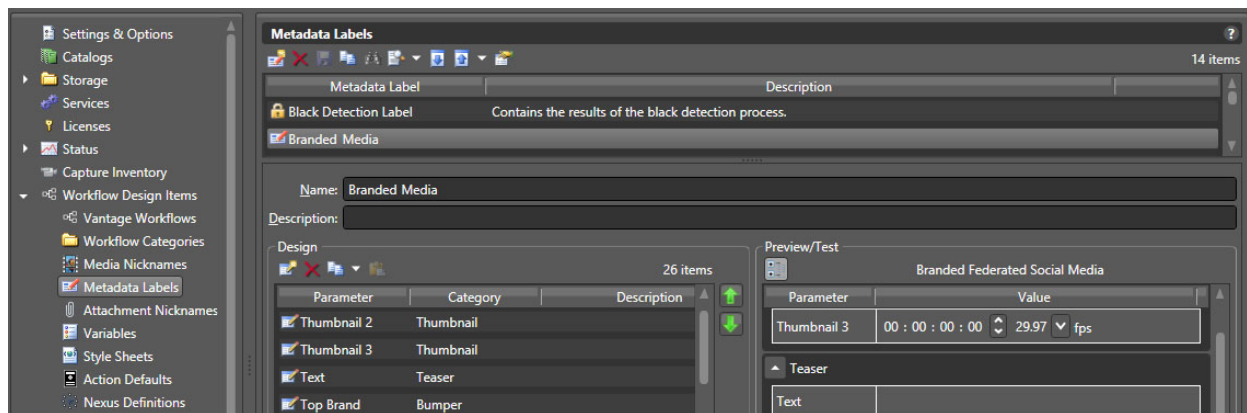 Settings & Options
Catalogs
Storage
Services
Licenses
Status
Capture Inventory
Workflow Design Items
Vantage Workflows
Workflow Categories
Media Nicknames
Metadata Labels
Attachment Nicknames
Variables
Style Sheets
Action Defaults
Nexus Definitions
Metadata Labels ?
14 items
Metadata Label Description
Black Detection Label Contains the results of the black detection process.
Branded Media
Name: Branded Media
Description:
Design
26 items
Parameter Category Description
Thumbnail 2 Thumbnail
Thumbnail 3 Thumbnail
Text Teaser
Top Brand Bumper
Preview/Test
Branded Federated Social Media
Parameter Value
Thumbnail 3 00 : 00 : 00 : 00 29.97 fps
Teaser
Text